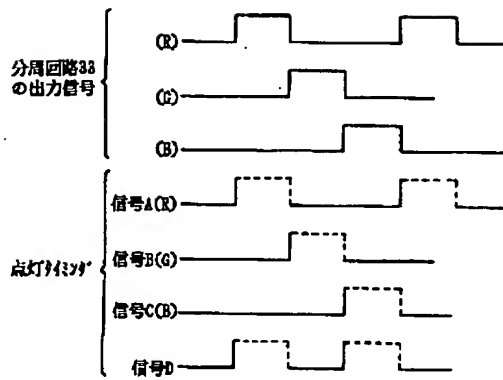 分周回路33
の出力信号
(R)
(G)
(B)
点灯ﾀｲﾐﾝｸﾞ
信号A(R)
信号B(G)
信号C(B)
信号D